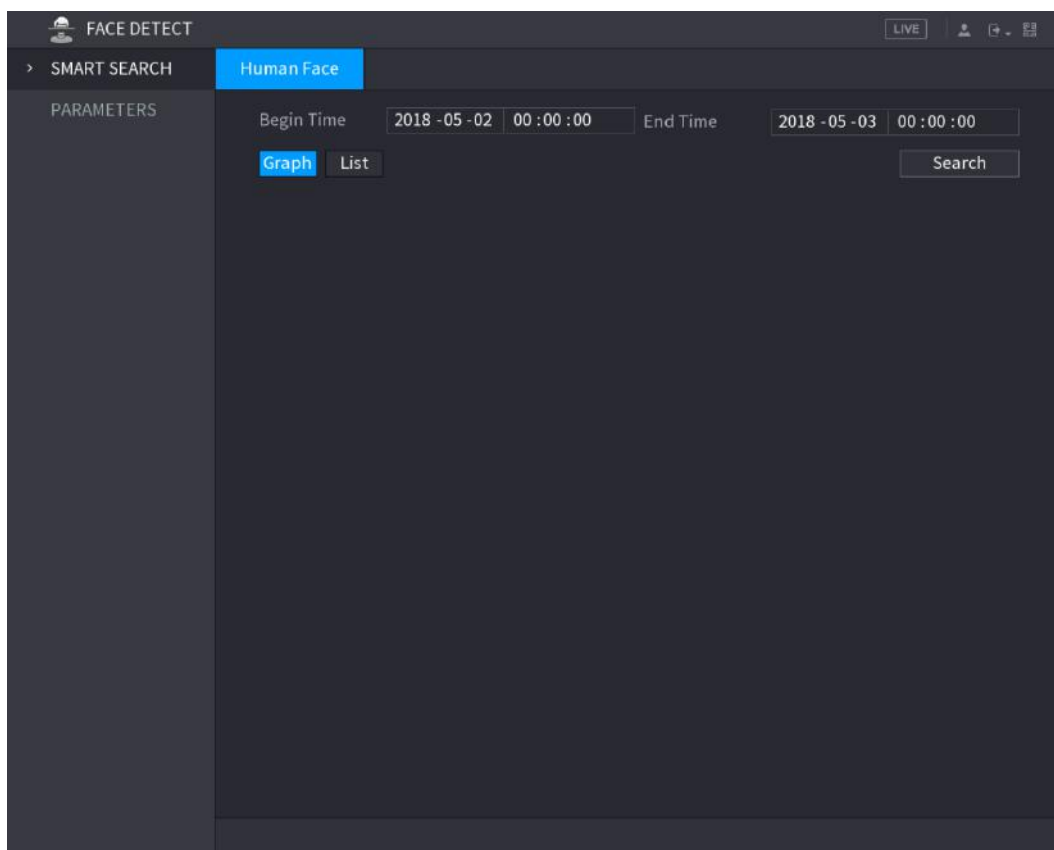 FACE DETECT LIVE
> SMART SEARCH Human Face
PARAMETERS
Begin Time 2018 -05 -02 00 :00 :00 End Time 2018 -05 -03 00 :00 :00
Graph List Search